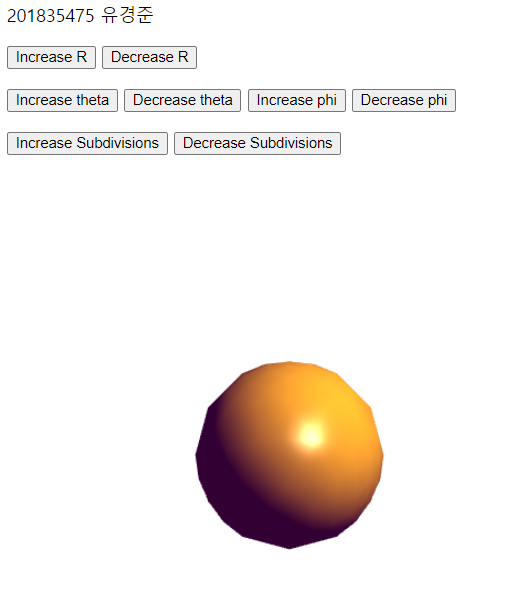 201835475 유경준
Increase R Decrease R
Increase theta Decrease theta Increase phi Decrease phi
Increase Subdivisions Decrease Subdivisions